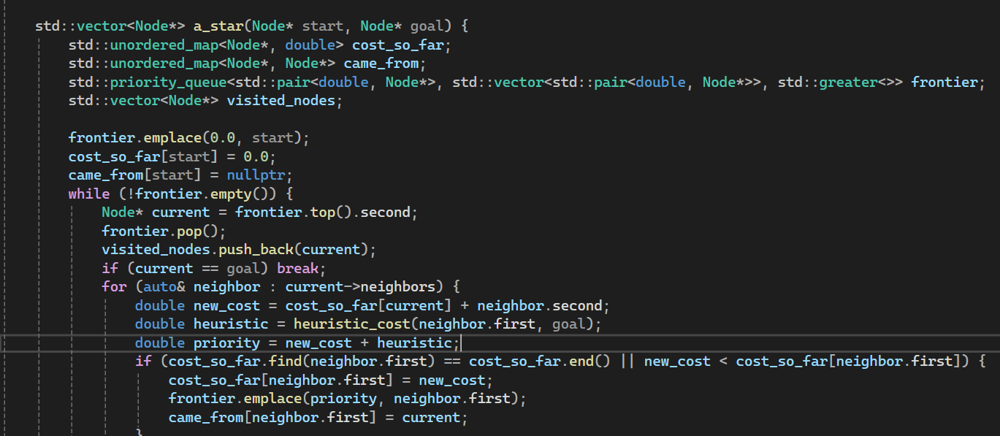 std::vector<Node*> a_star(Node* start, Node* goal) {
std::unordered_map<Node*, double> cost_so_far;
std::unordered_map<Node*, Node*> came_from;
std::priority_queue<std::pair<double, Node*>, std::vector<std::pair<double, Node*>>, std::greater<>> frontier;
std::vector<Node*> visited_nodes;
frontier.emplace(0.0, start);
cost_so_far[start] = 0.0;
came_from[start] = nullptr;
while (!frontier.empty()) {
Node* current = frontier.top().second;
frontier.pop();
visited_nodes.push_back(current);
if (current == goal) break;
for (auto& neighbor : current->neighbors) {
double new_cost = cost_so_far[current] + neighbor.second;
double heuristic = heuristic_cost(neighbor.first, goal);
double priority = new_cost + heuristic;
if (cost_so_far.find(neighbor.first) == cost_so_far.end() || new_cost < cost_so_far[neighbor.first]) {
cost_so_far[neighbor.first] = new_cost;
frontier.emplace(priority, neighbor.first);
came_from[neighbor.first] = current;
}